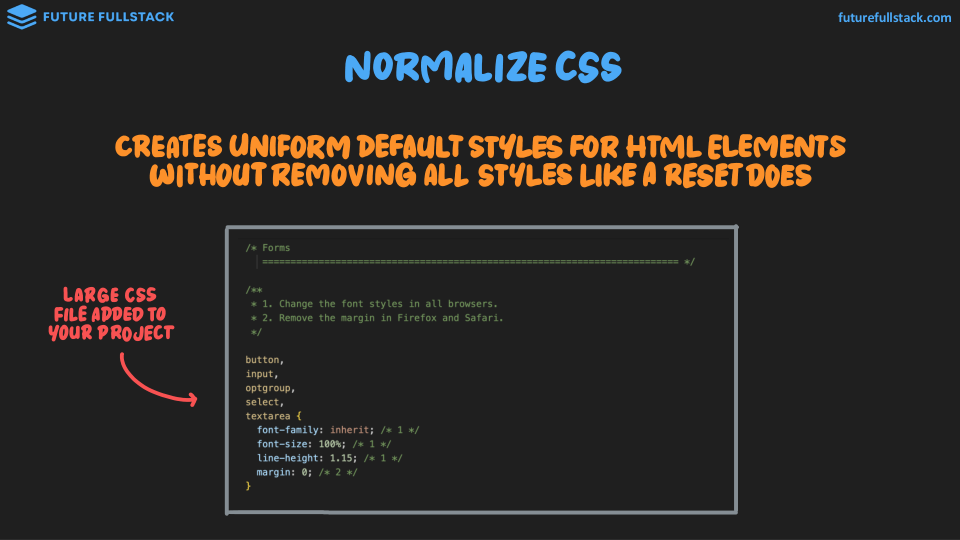 FUTURE FULLSTACK
futurefullstack.com
NORMALIZE CSS
CREATES UNIFORM DEFAULT STYLES FOR HTML ELEMENTS
WITHOUT REMOVING ALL STYLES LIKE A RESET DOES
LARGE CSS
FILE ADDED TO
YOUR PROJECT
/* Forms
========================================================================== */
/**
* 1. Change the font styles in all browsers.
* 2. Remove the margin in Firefox and Safari.
*/
button,
input,
optgroup,
select,
textarea {
font-family: inherit; /* 1 */
font-size: 100%; /* 1 */
line-height: 1.15; /* 1 */
margin: 0; /* 2 */
}